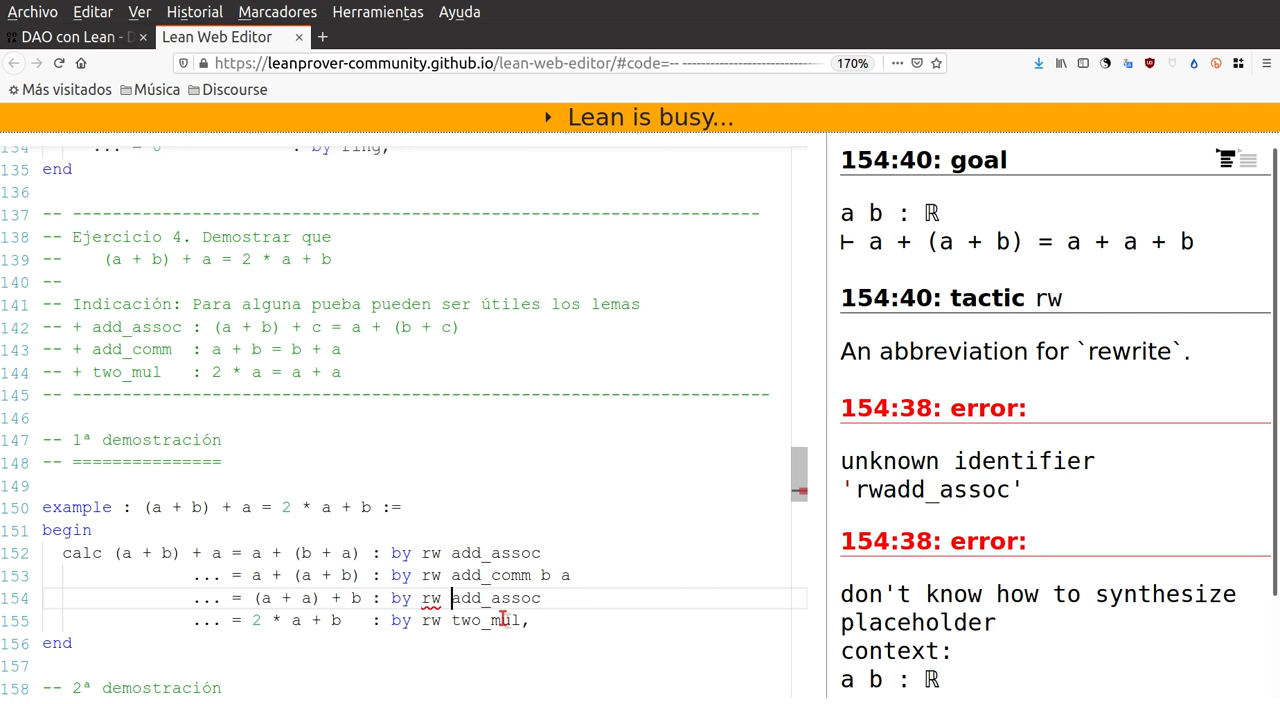 Archivo Editar Ver Historial Marcadores Herramientas Ayuda
DAO con Lean - × Lean Web Editor × +
https://leanprover-community.github.io/lean-web-editor/#code=-- -------------------------------- 170%
Más visitados Música Discourse
Lean is busy...
134 ... = 0 : by ring,
135 end
136
137 -- ---------------------------------------------------------------------
138 -- Ejercicio 4. Demostrar que
139 --    (a + b) + a = 2 * a + b
140 --
141 -- Indicación: Para alguna pueba pueden ser útiles los lemas
142 -- + add_assoc : (a + b) + c = a + (b + c)
143 -- + add_comm  : a + b = b + a
144 -- + two_mul   : 2 * a = a + a
145 -- ----------------------------------------------------------------------
146
147 -- 1ª demostración
148 -- ===============
149
150 example : (a + b) + a = 2 * a + b :=
151 begin
152   calc (a + b) + a = a + (b + a) : by rw add_assoc
153                ... = a + (a + b) : by rw add_comm b a
154                ... = (a + a) + b : by rw add_assoc
155                ... = 2 * a + b   : by rw two_mul,
156 end
157
158 -- 2ª demostración
154:40: goal
a b : ℝ
⊢ a + (a + b) = a + a + b
154:40: tactic rw
An abbreviation for `rewrite`.
154:38: error:
unknown identifier
'rwadd_assoc'
154:38: error:
don't know how to synthesize
placeholder
context:
a b : ℝ